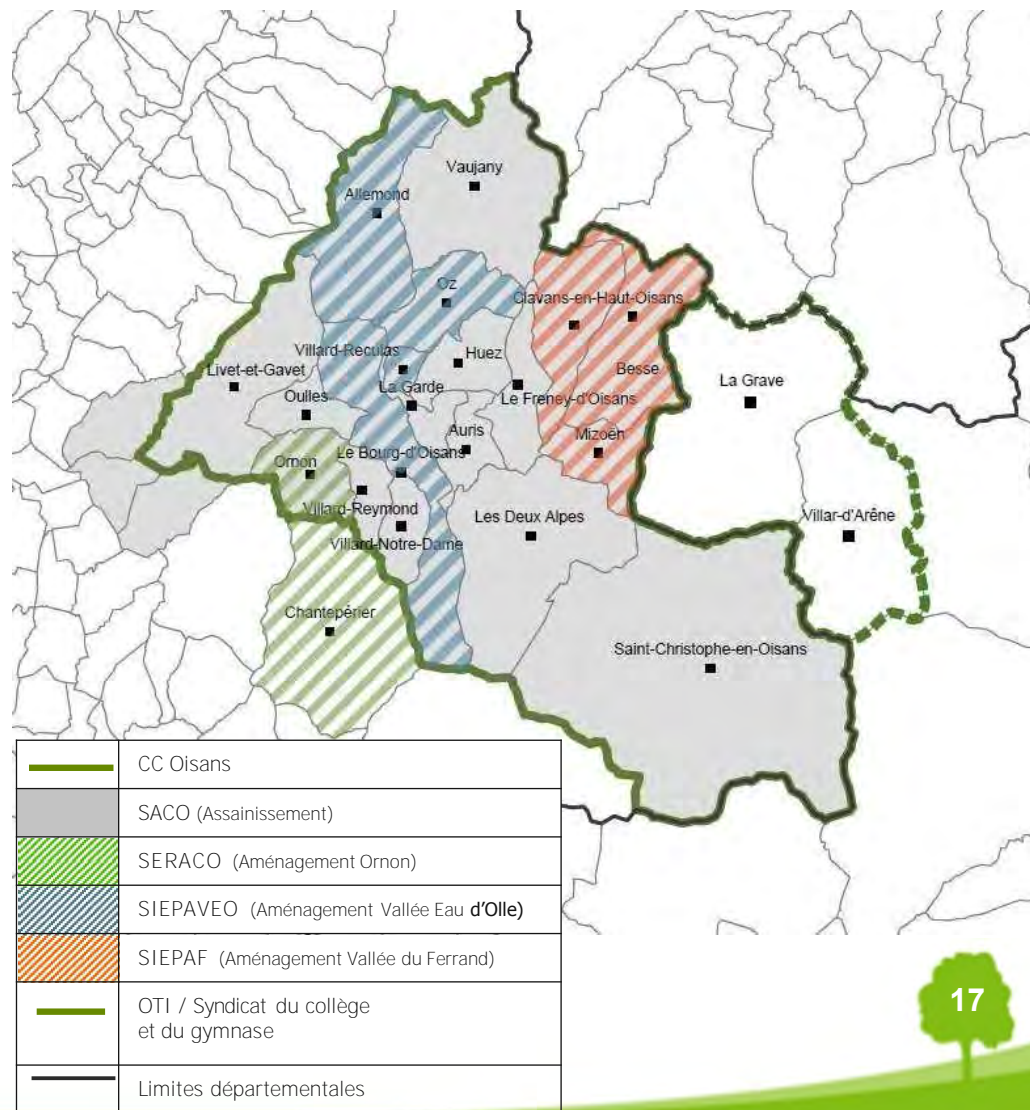 Vaujany
Allemond
Oz
Clavans-en-Haut-Oisans
Villard-Reculas
Huez
Livet-et-Gavet
Besse
La Grave
La Garde
Le Freney-d'Oisans
Oulles
Auris
Mizoën
Ornon
Le Bourg-d'Oisans
Villard-Reymond
Les Deux Alpes
Villar-d'Arêne
Villard-Notre-Dame
Chantepérier
Saint-Christophe-en-Oisans
CC Oisans
SACO (Assainissement)
SERACO (Aménagement Ornon)
SIEPAVEO (Aménagement Vallée Eau d'Olle)
SIEPAF (Aménagement Vallée du Ferrand)
OTI / Syndicat du collège
et du gymnase
Limites départementales
17